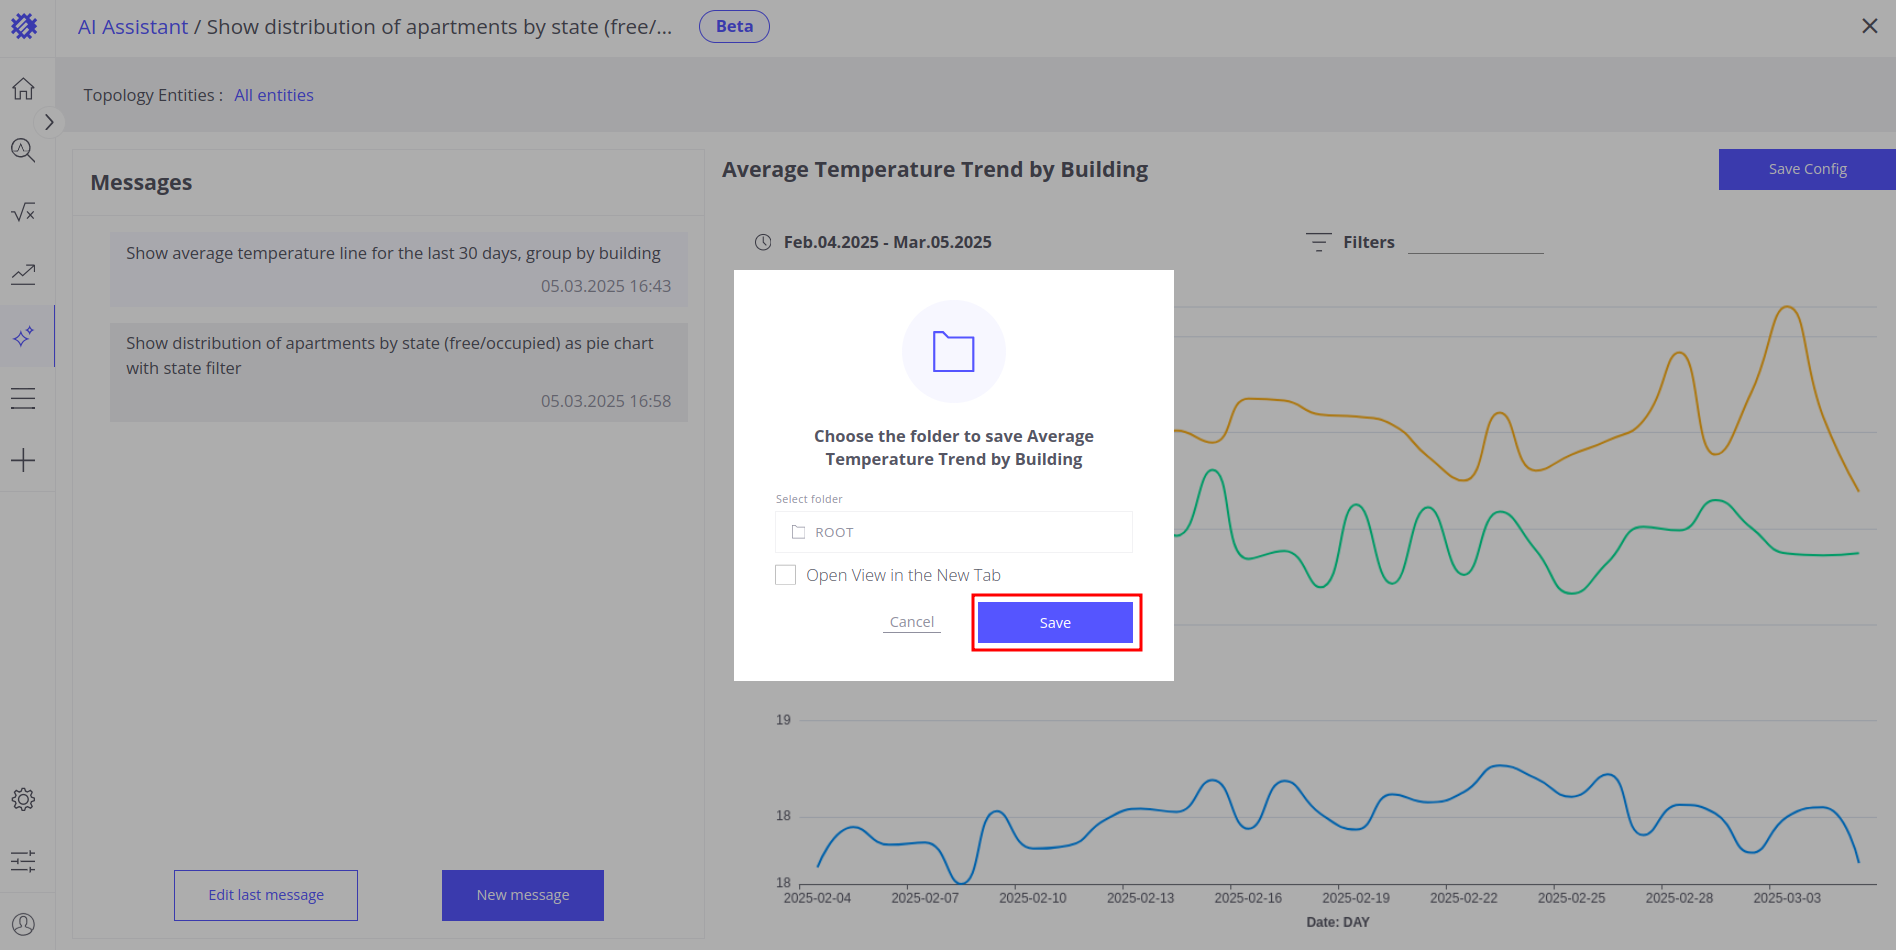 AI Assistant / Show distribution of apartments by state (free/...
Beta
Topology Entities : All entities
Messages
Show average temperature line for the last 30 days, group by building
05.03.2025 16:43
Show distribution of apartments by state (free/occupied) as pie chart
with state filter
05.03.2025 16:58
Edit last message
New message
Average Temperature Trend by Building
Save Config
Feb.04.2025 - Mar.05.2025
Filters
Choose the folder to save Average
Temperature Trend by Building
Select folder
ROOT
Open View in the New Tab
Cancel
Save
19
18
18
2025-02-04 2025-02-07 2025-02-10 2025-02-13 2025-02-16 2025-02-19 2025-02-22 2025-02-25 2025-02-28 2025-03-03
Date: DAY